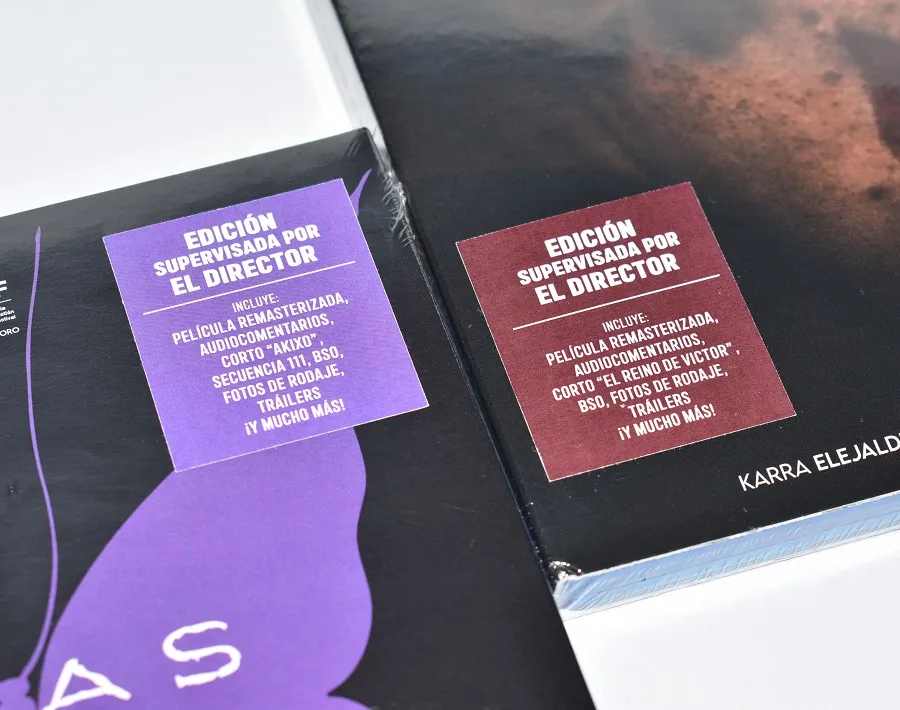 EDICIÓN
SUPERVISADA POR
EL DIRECTOR
INCLUYE:
PELÍCULA REMASTERIZADA,
AUDIOCOMENTARIOS,
CORTO "AKIXO",
SECUENCIA 111, BSO,
FOTOS DE RODAJE,
TRÁILERS
¡Y MUCHO MÁS!
AS
EDICIÓN
SUPERVISADA POR
EL DIRECTOR
INCLUYE:
PELÍCULA REMASTERIZADA,
AUDIOCOMENTARIOS,
CORTO "EL REINO DE VICTOR" ,
BSO, FOTOS DE RODAJE,
TRÁILERS
¡Y MUCHO MÁS!
KARRA ELEJALD